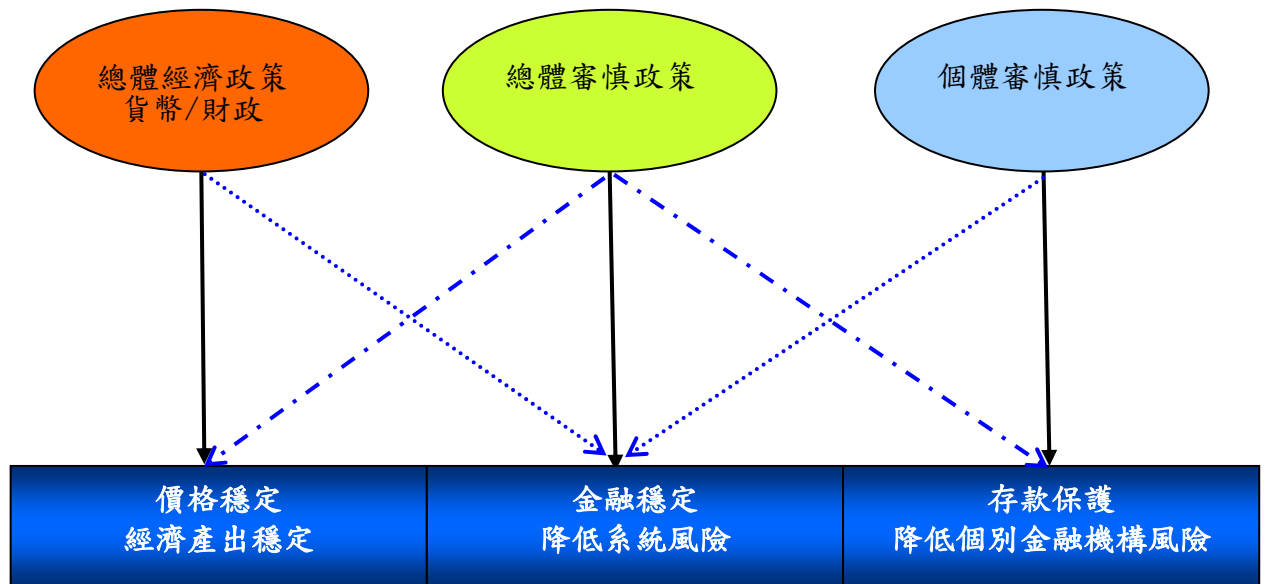 總體經濟政策
貨幣/財政
總體審慎政策
個體審慎政策
價格穩定
經濟產出穩定
金融穩定
降低系統風險
存款保護
降低個別金融機構風險